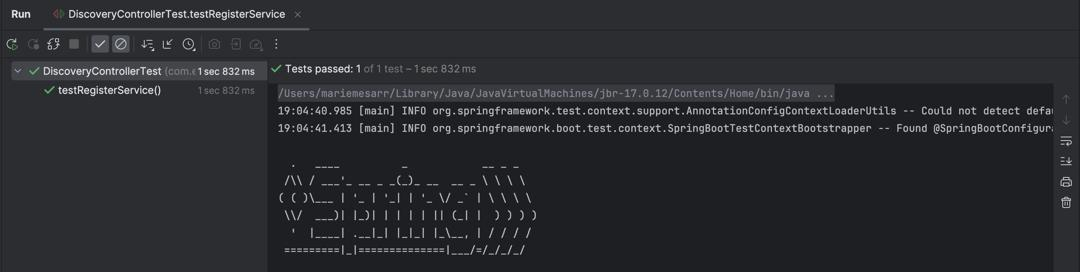 Run DiscoveryControllerTest.testRegisterService
DiscoveryControllerTest (com.e 1 sec 832 ms
testRegisterService() 1 sec 832 ms
Tests passed: 1 of 1 test – 1 sec 832 ms
/Users/mariemesarr/Library/Java/JavaVirtualMachines/jbr-17.0.12/Contents/Home/bin/java ...
19:04:40.985 [main] INFO org.springframework.test.context.support.AnnotationConfigContextLoaderUtils -- Could not detect defau
19:04:41.413 [main] INFO org.springframework.boot.test.context.SpringBootTestContextBootstrapper -- Found @SpringBootConfigura
  .   ____          _            __ _ _
 /\\ / ___'_ __ _ _(_)_ __  __ _ \ \ \ \
( ( )\___ | '_ | '_| | '_ \/ _` | \ \ \ \
 \\/  ___)| |_)| | | | | || (_| |  ) ) ) )
  '  |____| .__|_| |_|_| |_\__, | / / / /
 =========|_|==============|___/=/_/_/_/